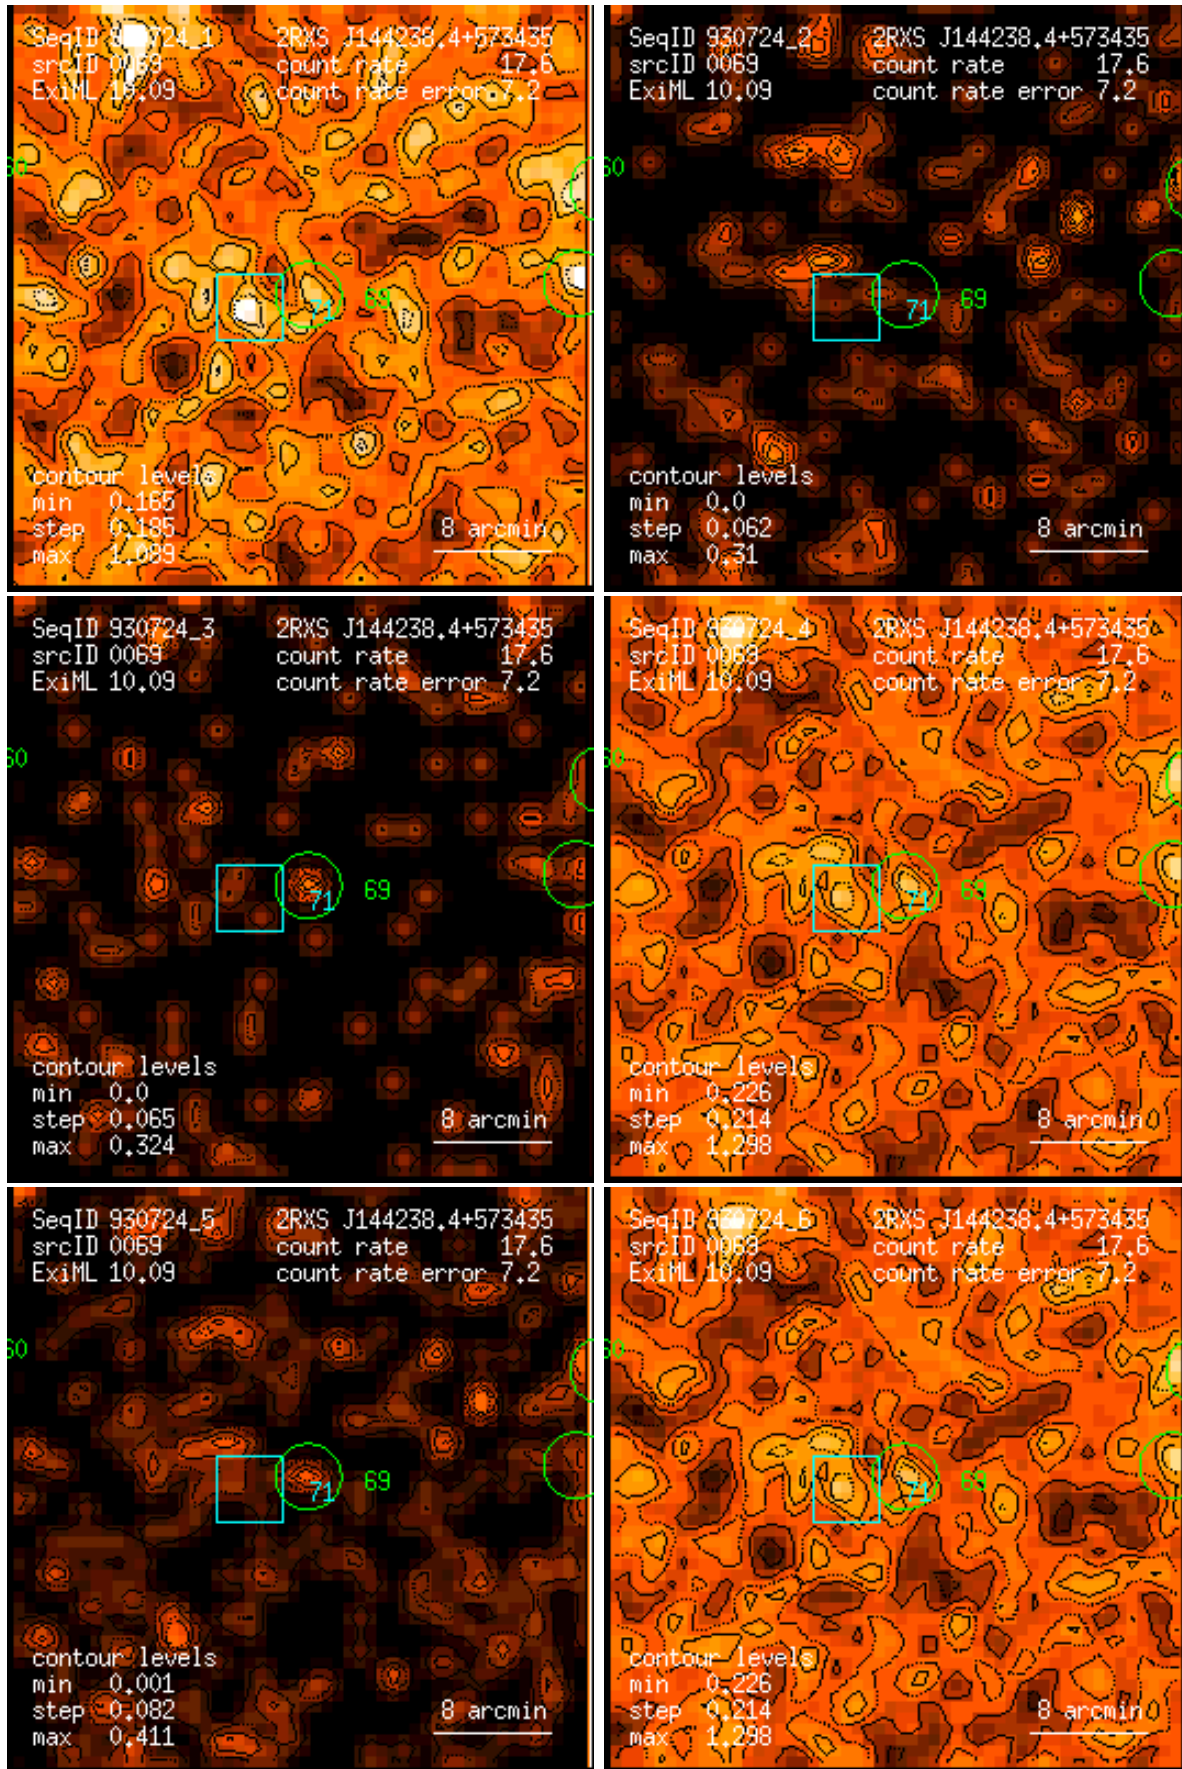 SeqID 930724_1 2RXS J144238.4+573435
srcID 0069 count rate 17.6
ExiML 10.09 count rate error 7.2
60
71 69
contour levels
min 0.165
step 0.185 8 arcmin
max 1.089
SeqID 930724_2 2RXS J144238.4+573435
srcID 0069 count rate 17.6
ExiML 10.09 count rate error 7.2
60
71 69
contour levels
min 0.0
step 0.062 8 arcmin
max 0.31
SeqID 930724_3 2RXS J144238.4+573435
srcID 0069 count rate 17.6
ExiML 10.09 count rate error 7.2
60
71 69
contour levels
min 0.0
step 0.065 8 arcmin
max 0.324
SeqID 930724_4 2RXS J144238.4+573435
srcID 0069 count rate 17.6
ExiML 10.09 count rate error 7.2
60
71 69
contour levels
min 0.226
step 0.214 8 arcmin
max 1.298
SeqID 930724_5 2RXS J144238.4+573435
srcID 0069 count rate 17.6
ExiML 10.09 count rate error 7.2
60
71 69
contour levels
min 0.001
step 0.082 8 arcmin
max 0.411
SeqID 930724_6 2RXS J144238.4+573435
srcID 0069 count rate 17.6
ExiML 10.09 count rate error 7.2
60
71 69
contour levels
min 0.226
step 0.214 8 arcmin
max 1.298